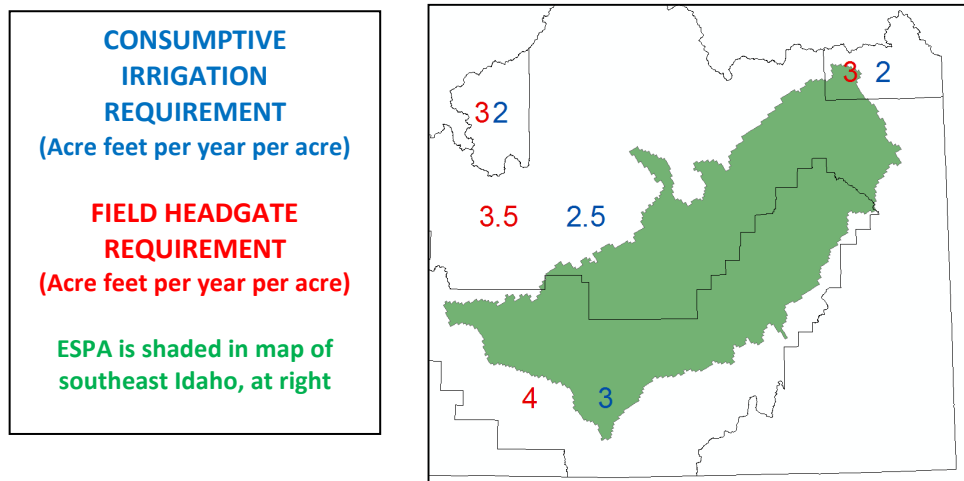 CONSUMPTIVE
IRRIGATION
REQUIREMENT
(Acre feet per year per acre)
FIELD HEADGATE
REQUIREMENT
(Acre feet per year per acre)
ESPA is shaded in map of
southeast Idaho, at right
3 2
3 2
3.5 2.5
4 3